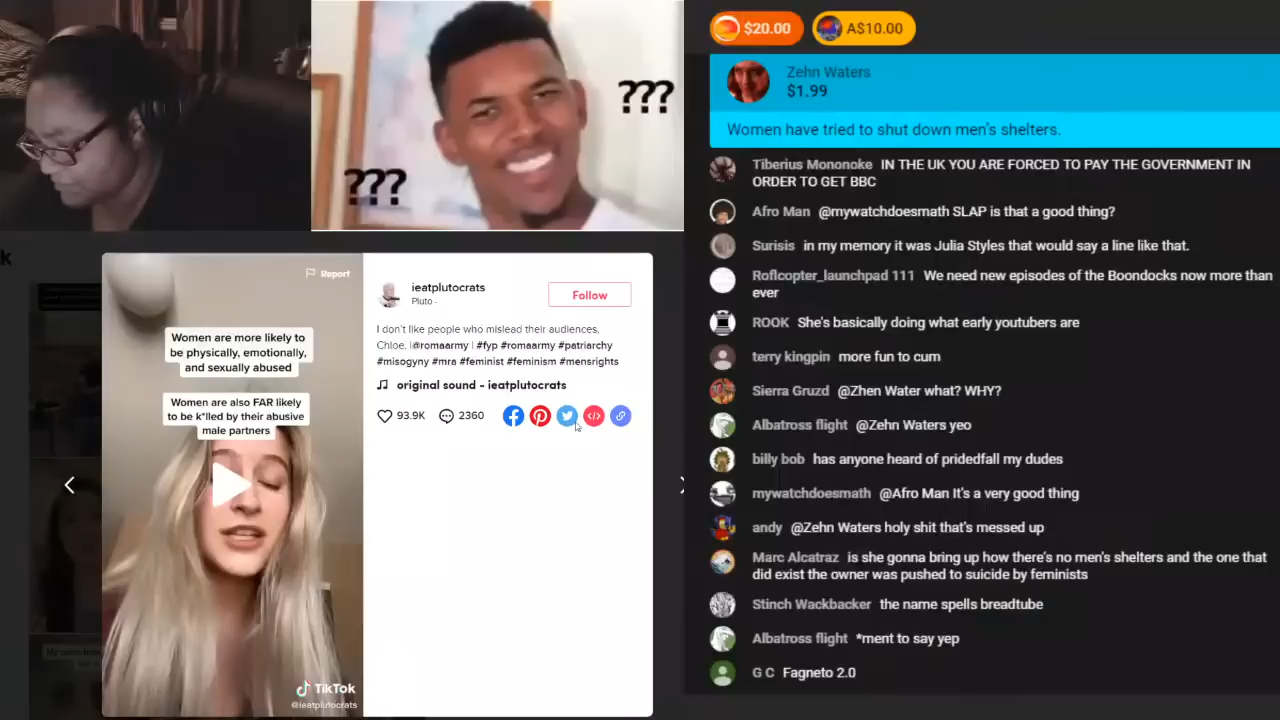 ???
???
$20.00
A$10.00
Zehn Waters
$1.99
Women have tried to shut down men's shelters.
Tiberius Mononoke IN THE UK YOU ARE FORCED TO PAY THE GOVERNMENT IN
ORDER TO GET BBC
Afro Man @mywatchdoesmath SLAP is that a good thing?
Surisis in my memory it was Julia Styles that would say a line like that.
Roflcopter_launchpad 111 We need new episodes of the Boondocks now more than
ever
ROOK She's basically doing what early youtubers are
terry kingpin more fun to cum
Sierra Gruzd @Zhen Water what? WHY?
Albatross flight @Zehn Waters yeo
billy bob has anyone heard of pridedfall my dudes
mywatchdoesmath @Afro Man It's a very good thing
andy @Zehn Waters holy shit that's messed up
Marc Alcatraz is she gonna bring up how there's no men's shelters and the one that
did exist the owner was pushed to suicide by feminists
Stinch Wackbacker the name spells breadtube
Albatross flight *ment to say yep
G C Fagneto 2.0
k
Report
Women are more likely to
be physically, emotionally,
and sexually abused
Women are also FAR likely
to be k*lled by their abusive
male partners
TikTok
@ieatplutocrats
ieatplutocrats
Pluto ·
Follow
I don't like people who mislead their audiences,
Chloe. |@romaarmy | #fyp #romaarmy #patriarchy
#misogyny #mra #feminist #feminism #mensrights
original sound - ieatplutocrats
93.9K
2360